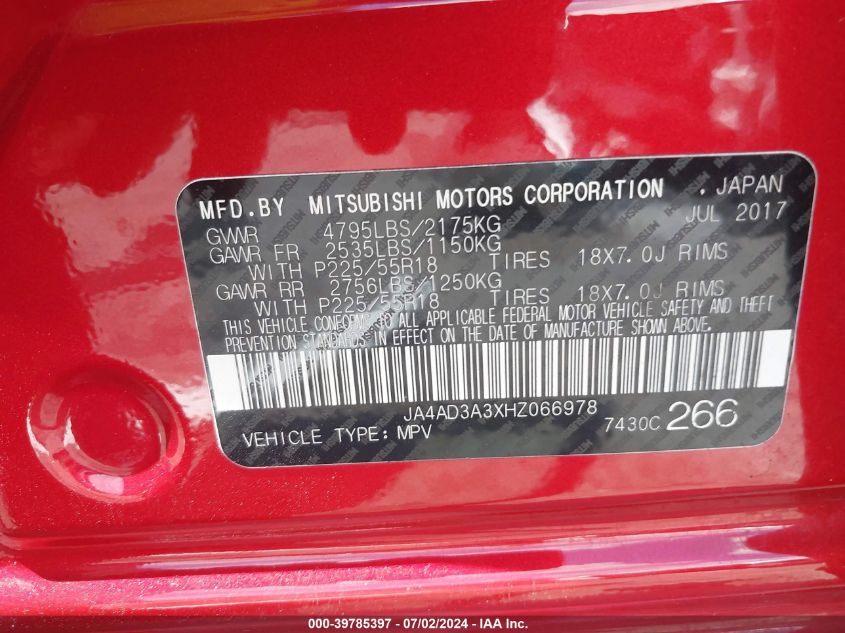 MFD.BY MITSUBISHI MOTORS CORPORATION . JAPAN
JUL 2017
GVWR 4795LBS/2175KG
GAWR FR 2535LBS/1150KG
WITH P225/55R18 TIRES 18X7.0J RIMS
GAWR RR 2756LBS/1250KG
WITH P225/55R18 TIRES 18X7.0J RIMS
THIS VEHICLE CONFORMS TO ALL APPLICABLE FEDERAL MOTOR VEHICLE SAFETY AND THEFT
PREVENTION STANDARDS IN EFFECT ON THE DATE OF MANUFACTURE SHOWN ABOVE.
JA4AD3A3XHZ066978
VEHICLE TYPE: MPV 7430C 266
000-39785397 - 07/02/2024 - IAA Inc.